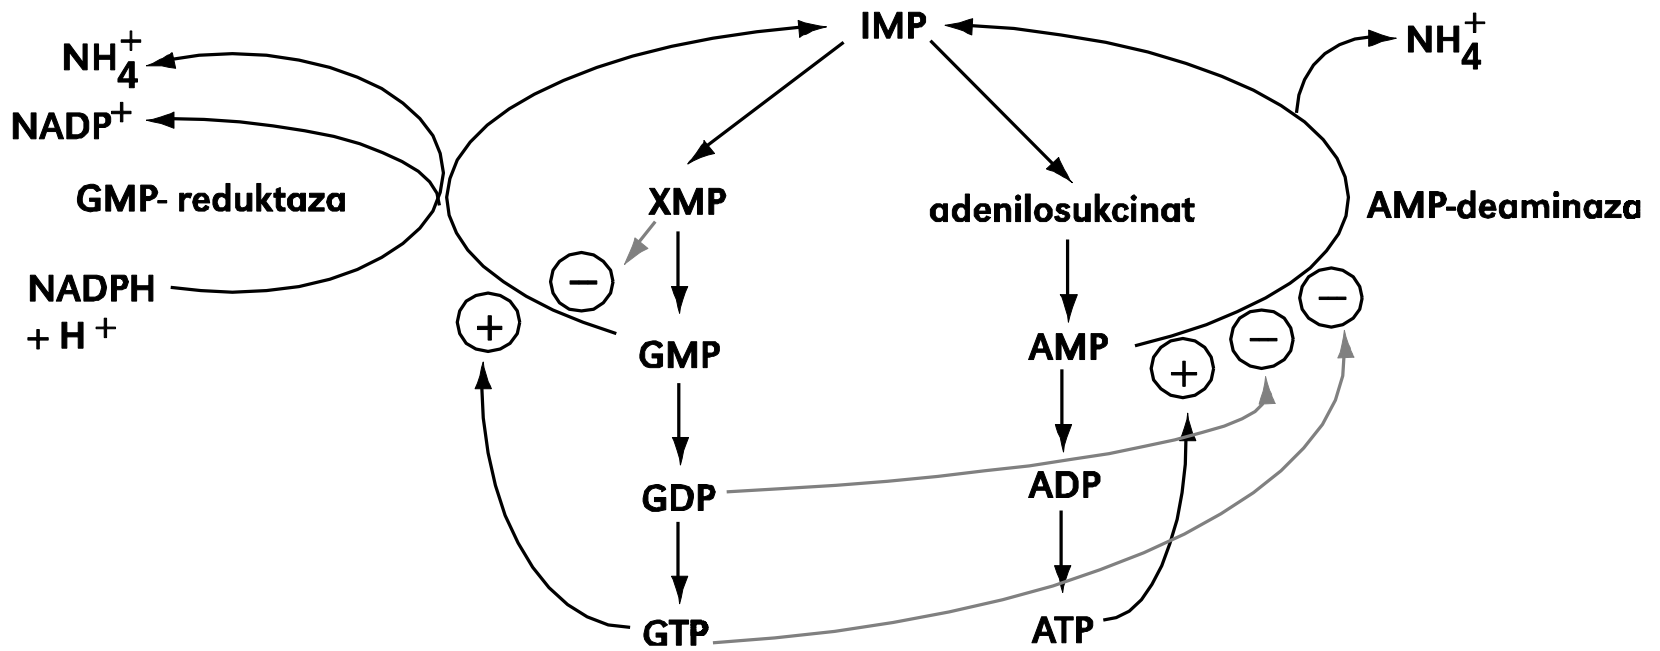 IMP
NH₄⁺
NH₄⁺
NADP⁺
GMP- reduktaza
XMP
adenilosukcinat
AMP-deaminaza
NADPH
+ H⁺
−
+
−
−
+
GMP
AMP
GDP
ADP
GTP
ATP